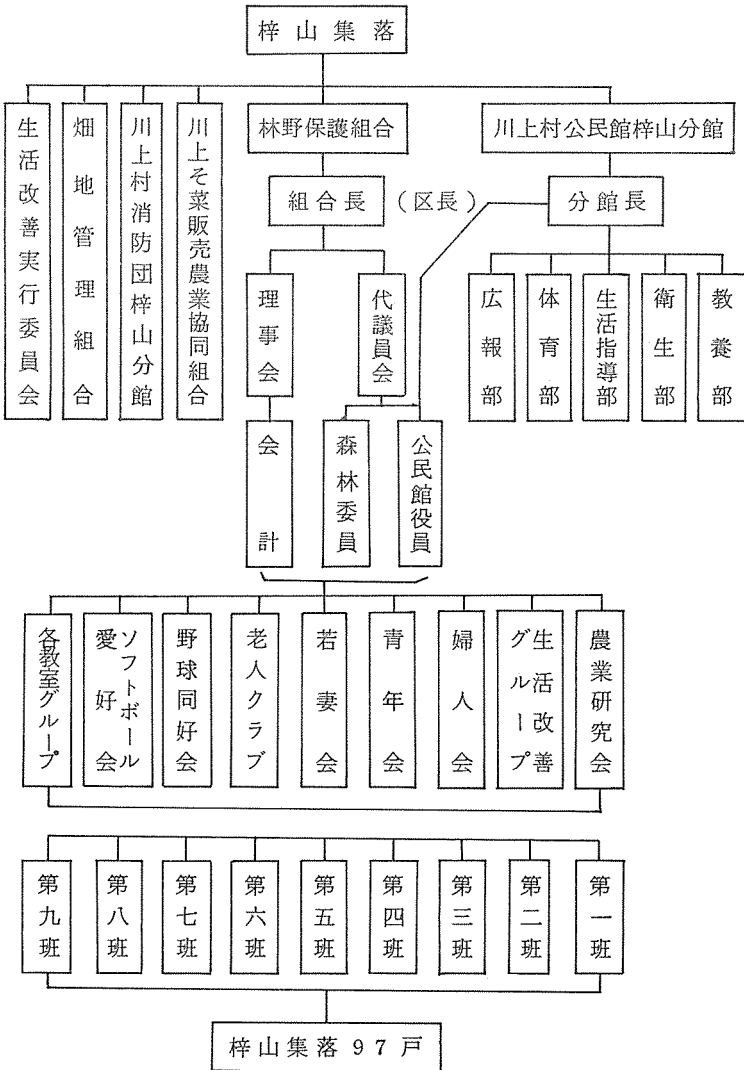 梓山集落
生活改善実行委員会
畑地管理組合
川上村消防団梓山分館
川上そ菜販売農業協同組合
林野保護組合
川上村公民館梓山分館
組合長
(区長)
分館長
理事会
代議員会
広報部
体育部
生活指導部
衛生部
教養部
会計
森林委員
公民館役員
各教室グループ
ソフトボール
愛好会
野球同好会
老人クラブ
若妻会
青年会
婦人会
生活改善
グループ
農業研究会
第九班
第八班
第七班
第六班
第五班
第四班
第三班
第二班
第一班
梓山集落97戸